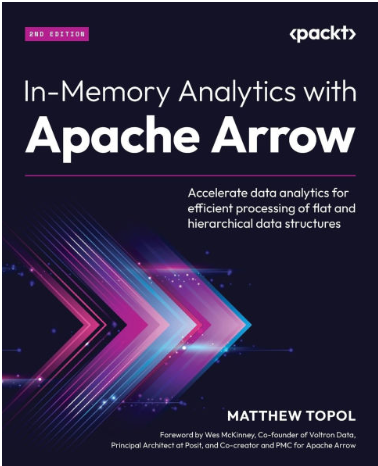 2ND EDITION
<packt>
In-Memory Analytics with
Apache Arrow
Accelerate data analytics for
efficient processing of flat and
hierarchical data structures
MATTHEW TOPOL
Foreword by Wes McKinney, Co-founder of Voltron Data,
Principal Architect at Posit, and Co-creator and PMC for Apache Arrow